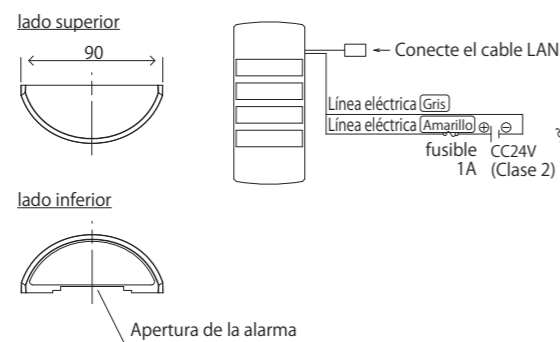 lado superior
90
Conecte el cable LAN
Línea eléctrica Gris
Línea eléctrica Amarillo ⊕ ⊖
fusible
1A
CC24V
(Clase 2)
lado inferior
Apertura de la alarma